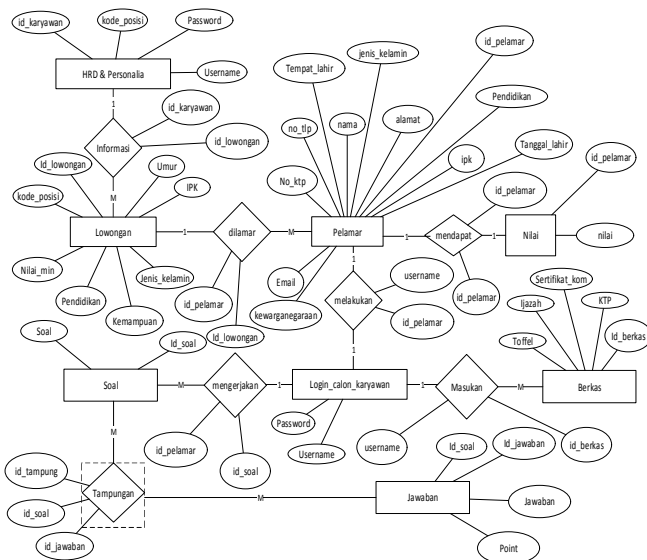 id_karyawan
kode_posisi
Password
HRD & Personalia
Username
1
Informasi
id_karyawan
id_lowongan
M
Id_lowongan
Umur
kode_posisi
IPK
Lowongan
Nilai_min
Jenis_kelamin
Pendidikan
Kemampuan
1
dilamar
M
id_pelamar
Id_lowongan
Tempat_lahir
jenis_kelamin
id_pelamar
no_tlp
nama
alamat
Pendidikan
No_ktp
ipk
Tanggal_lahir
Pelamar
Email
kewarganegaraan
1
mendapat
1
id_pelamar
id_pelamar
Nilai
id_pelamar
nilai
1
melakukan
username
id_pelamar
1
Soal
Id_soal
Soal
M
mengerjakan
1
id_pelamar
id_soal
Login_calon_karyawan
Password
Username
1
Masukan
M
username
id_berkas
Sertifikat_kom
Ijazah
KTP
Toffel
Id_berkas
Berkas
M
id_tampung
Tampungan
id_soal
id_jawaban
M
Id_soal
Id_jawaban
Jawaban
Jawaban
Point